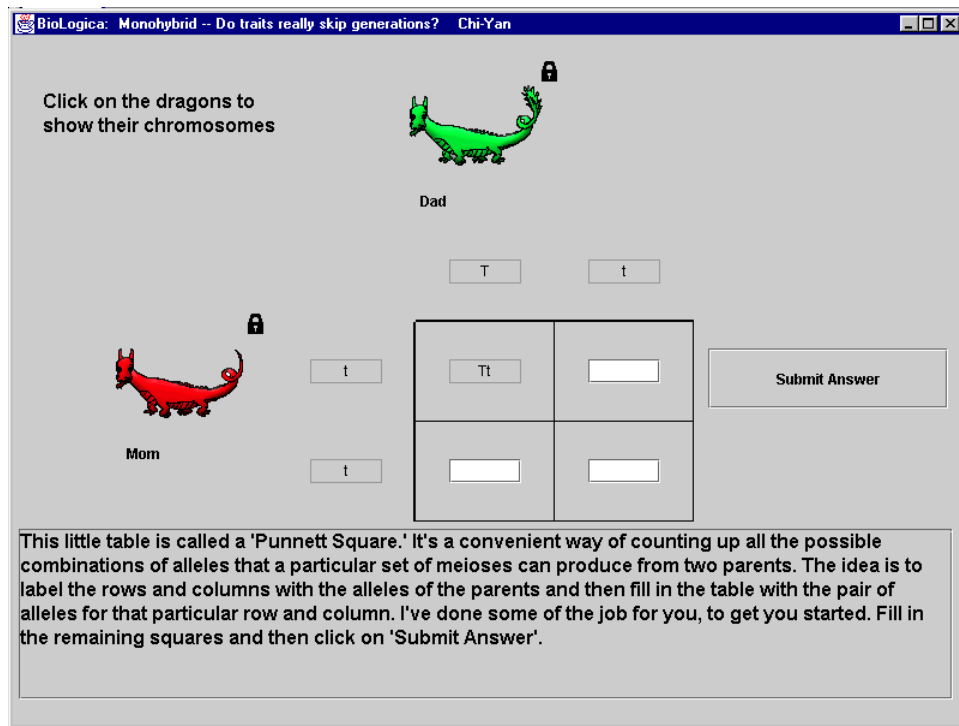 BioLogica: Monohybrid -- Do traits really skip generations? Chi-Yan
Click on the dragons to
show their chromosomes
Dad
T t
t Tt
Submit Answer
Mom
t
This little table is called a 'Punnett Square.' It's a convenient way of counting up all the possible
combinations of alleles that a particular set of meioses can produce from two parents. The idea is to
label the rows and columns with the alleles of the parents and then fill in the table with the pair of
alleles for that particular row and column. I've done some of the job for you, to get you started. Fill in
the remaining squares and then click on 'Submit Answer'.